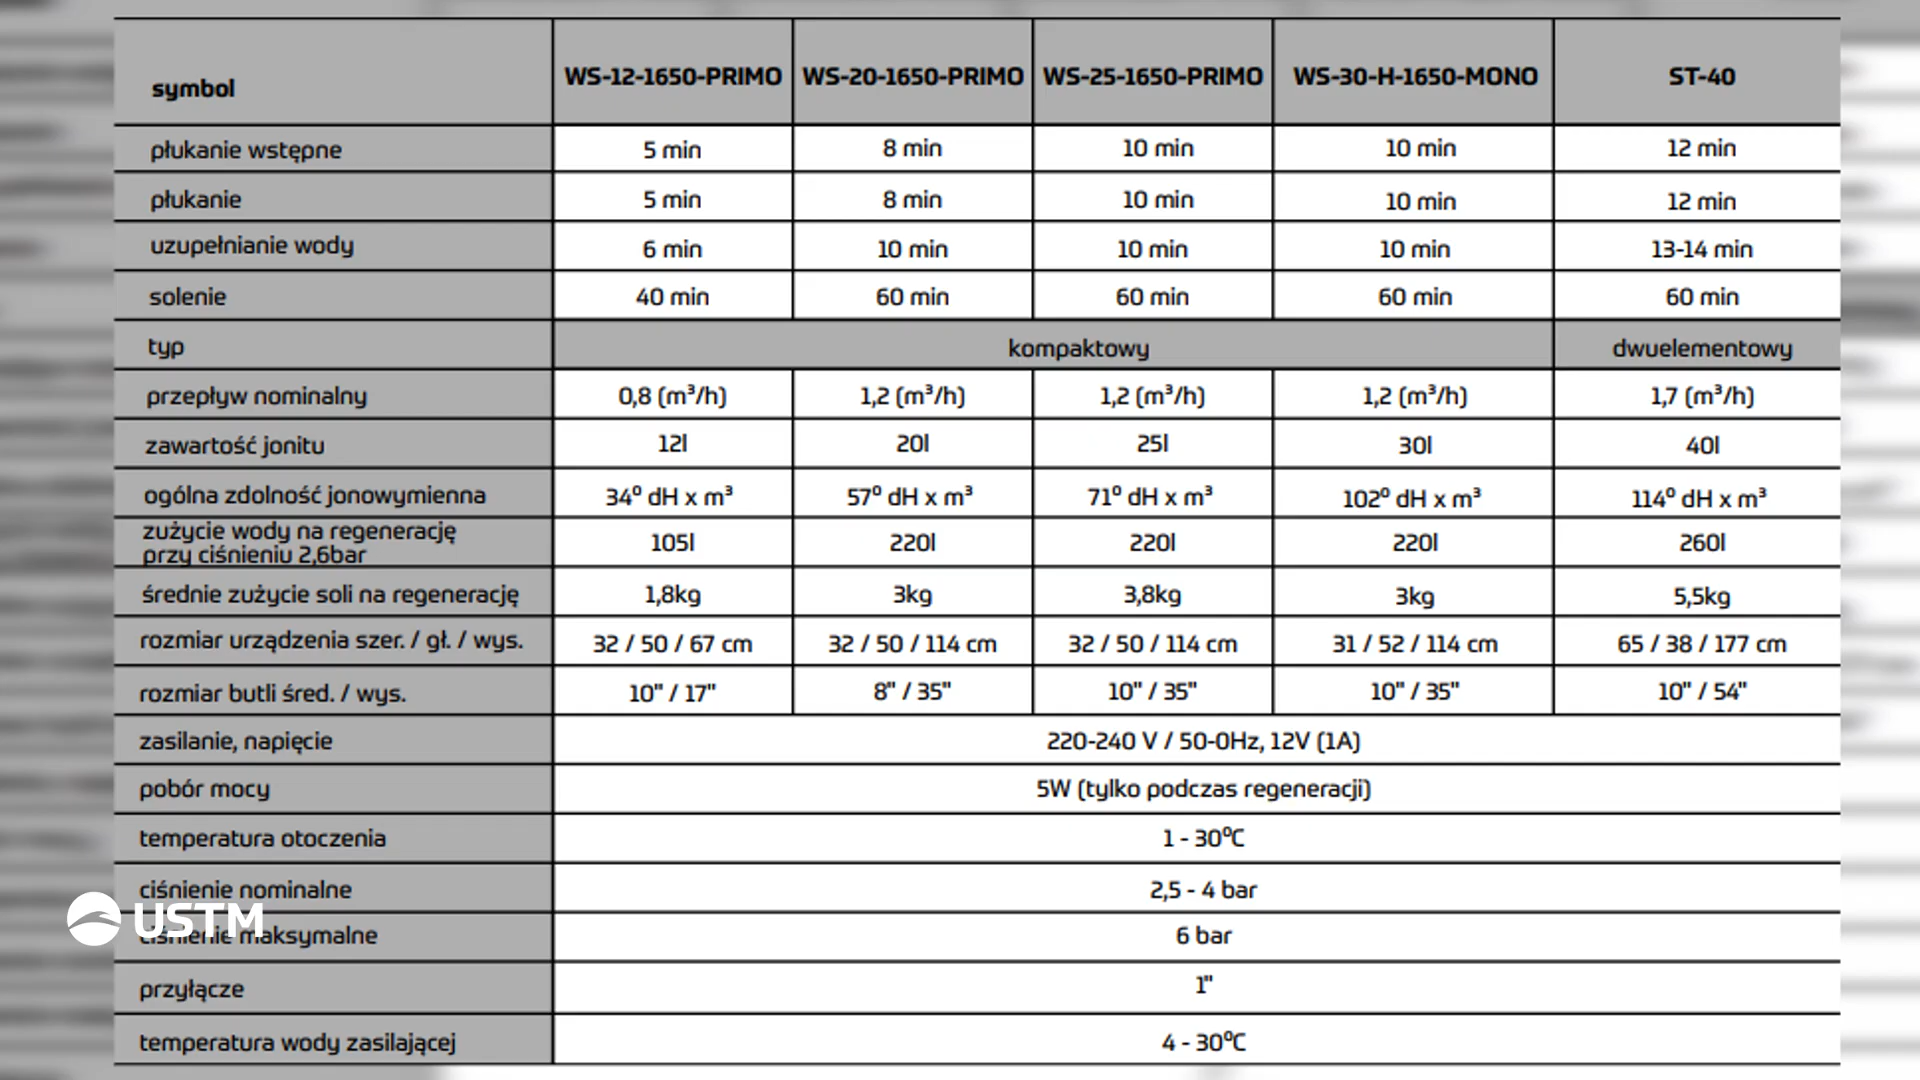 symbol WS-12-1650-PRIMO WS-20-1650-PRIMO WS-25-1650-PRIMO WS-30-H-1650-MONO ST-40
płukanie wstępne 5 min 8 min 10 min 10 min 12 min
płukanie 5 min 8 min 10 min 10 min 12 min
uzupełnianie wody 6 min 10 min 10 min 10 min 13-14 min
solenie 40 min 60 min 60 min 60 min 60 min
typ kompaktowy dwuelementowy
przepływ nominalny 0,8 (m³/h) 1,2 (m³/h) 1,2 (m³/h) 1,2 (m³/h) 1,7 (m³/h)
zawartość jonitu 12l 20l 25l 30l 40l
ogólna zdolność jonowymienna 34⁰ dH x m³ 57⁰ dH x m³ 71⁰ dH x m³ 102⁰ dH x m³ 114⁰ dH x m³
zużycie wody na regenerację
przy ciśnieniu 2,6bar 105l 220l 220l 220l 260l
średnie zużycie soli na regenerację 1,8kg 3kg 3,8kg 3kg 5,5kg
rozmiar urządzenia szer. / gł. / wys. 32 / 50 / 67 cm 32 / 50 / 114 cm 32 / 50 / 114 cm 31 / 52 / 114 cm 65 / 38 / 177 cm
rozmiar butli śred. / wys. 10" / 17" 8" / 35" 10" / 35" 10" / 35" 10" / 54"
zasilanie, napięcie 220-240 V / 50-0Hz, 12V (1A)
pobór mocy 5W (tylko podczas regeneracji)
temperatura otoczenia 1 - 30⁰C
ciśnienie nominalne 2,5 - 4 bar
USTM
ciśnienie maksymalne 6 bar
przyłącze 1"
temperatura wody zasilającej 4 - 30⁰C